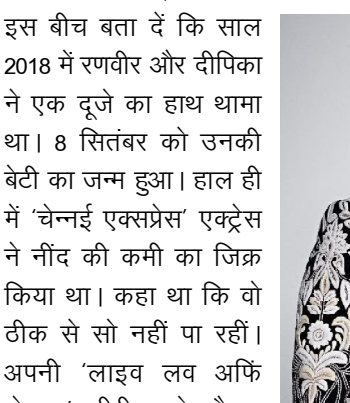 इस बीच बता दें कि साल
2018 में रणवीर और दीपिका
ने एक दूजे का हाथ थामा
था। 8 सितंबर को उनकी
बेटी का जन्म हुआ। हाल ही
में ‘चेन्नई एक्सप्रेस’ एक्ट्रेस
ने नींद की कमी का जिक्र
किया था। कहा था कि वो
ठीक से सो नहीं पा रहीं।
अपनी ‘लाइव लव अफिं